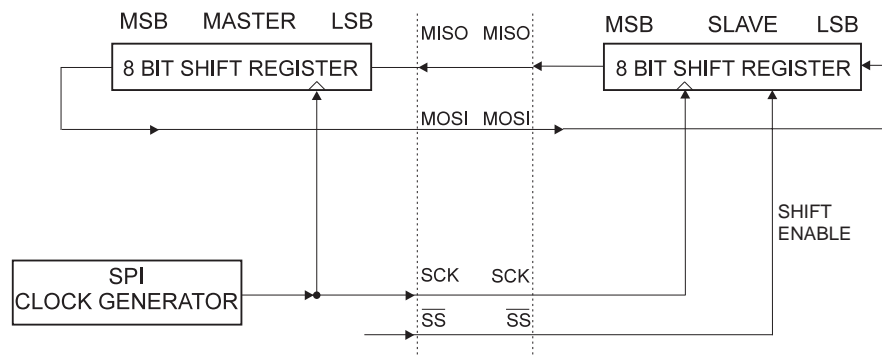 MSB MASTER LSB
MISO MISO
MSB SLAVE LSB
8 BIT SHIFT REGISTER
8 BIT SHIFT REGISTER
MOSI MOSI
SHIFT
ENABLE
SPI
CLOCK GENERATOR
SCK SCK
SS SS